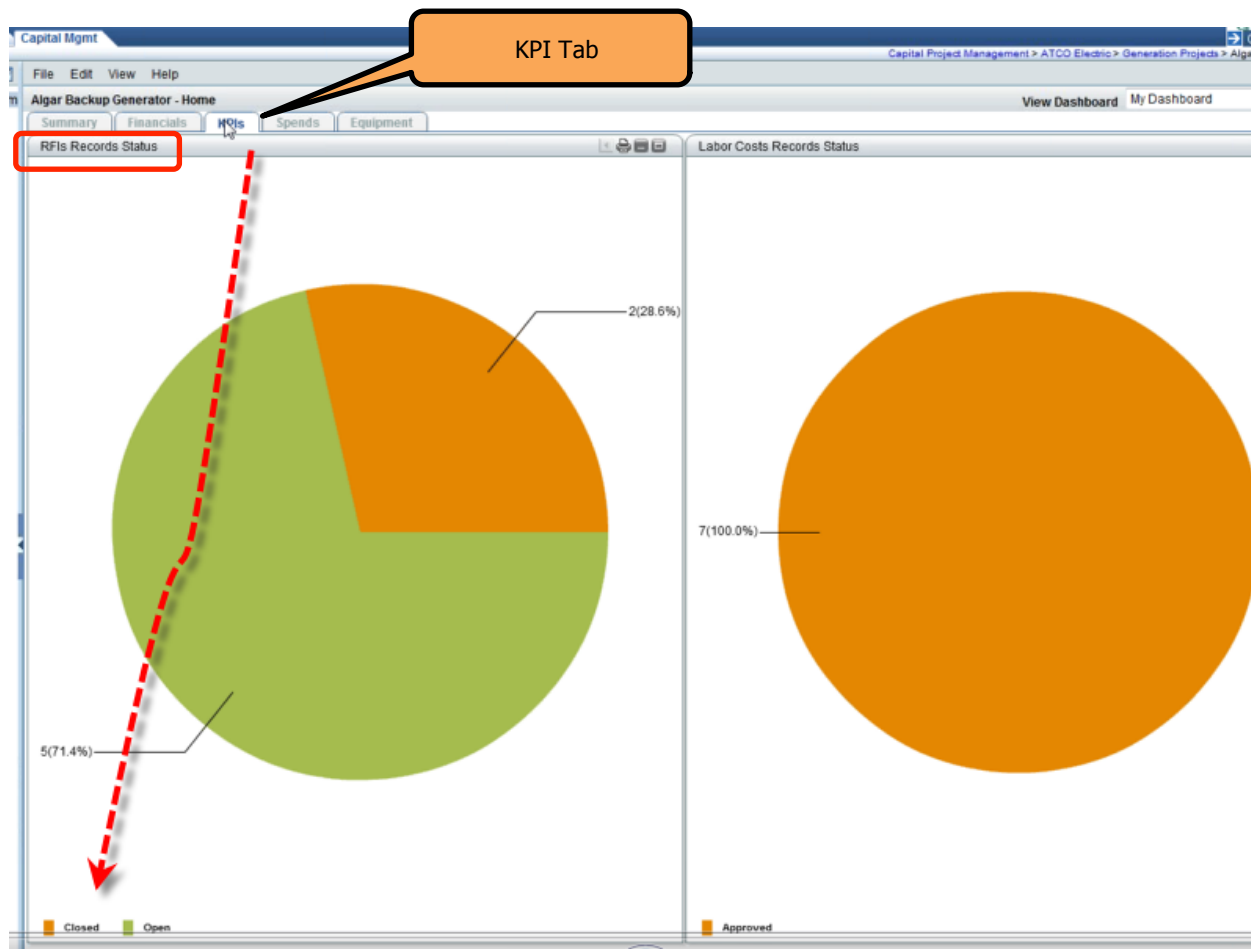 Capital Mgmt
KPI Tab
Capital Project Management > ATCO Electric > Generation Projects >
File Edit View Help
Algar Backup Generator - Home
View Dashboard My Dashboard
Summary Financials KPIs Spends Equipment
RFIs Records Status
Labor Costs Records Status
2(28.6%)
7(100.0%)
5(71.4%)
Closed Open
Approved